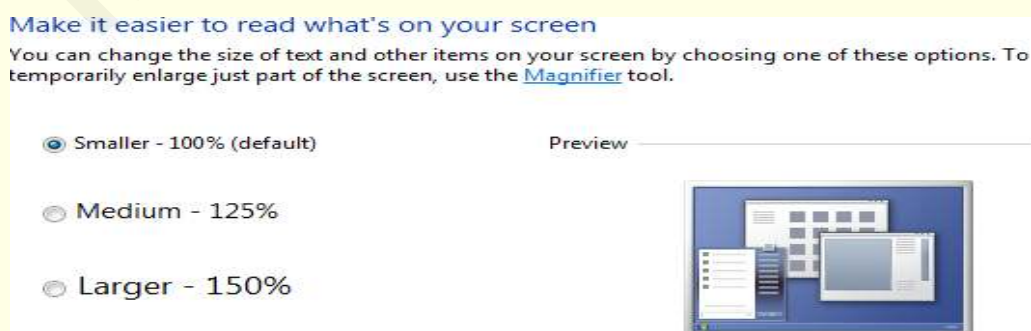 Make it easier to read what's on your screen
You can change the size of text and other items on your screen by choosing one of these options. To
temporarily enlarge just part of the screen, use the Magnifier tool.
Smaller - 100% (default)
Preview
Medium - 125%
Larger - 150%